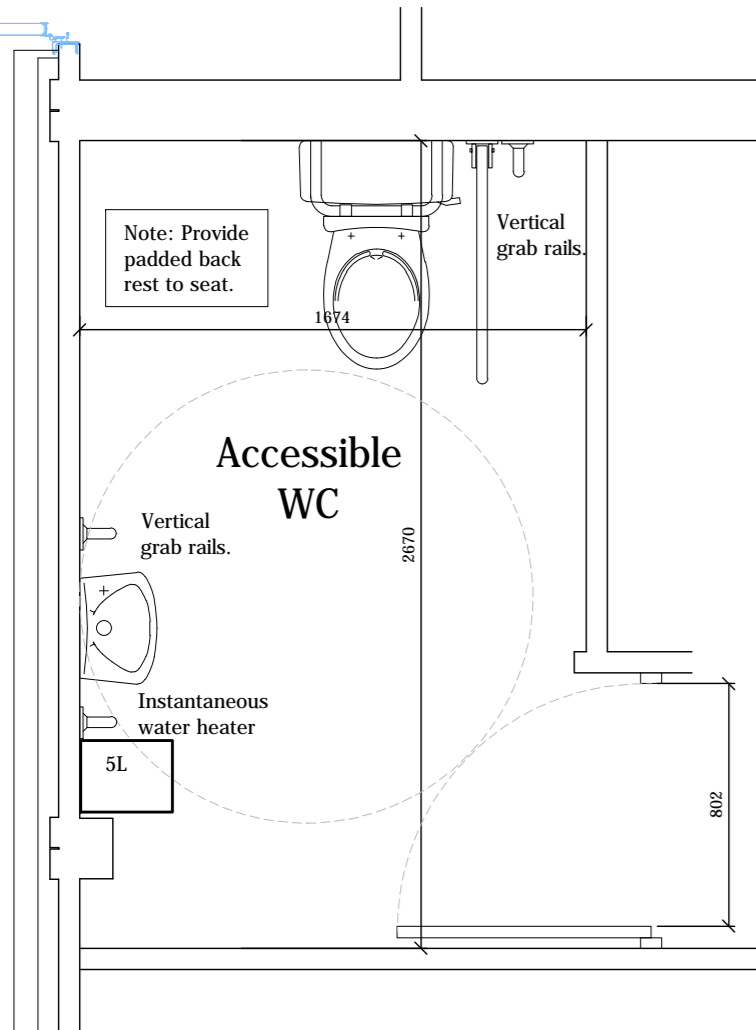 Note: Provide
padded back
rest to seat.
Vertical
grab rails.
1674
Accessible
WC
Vertical
grab rails.
2670
Instantaneous
water heater
5L
802